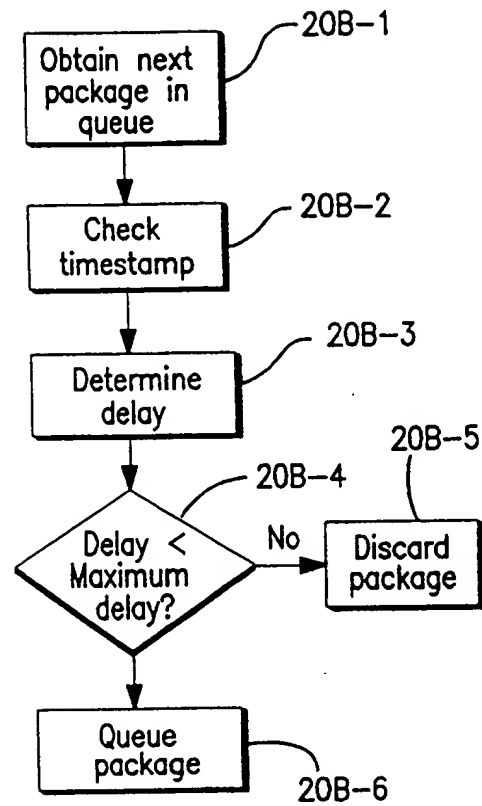 20B-1
Obtain next
package in
queue
20B-2
Check
timestamp
20B-3
Determine
delay
20B-4
Delay <
Maximum
delay?
No
20B-5
Discard
package
Queue
package
20B-6